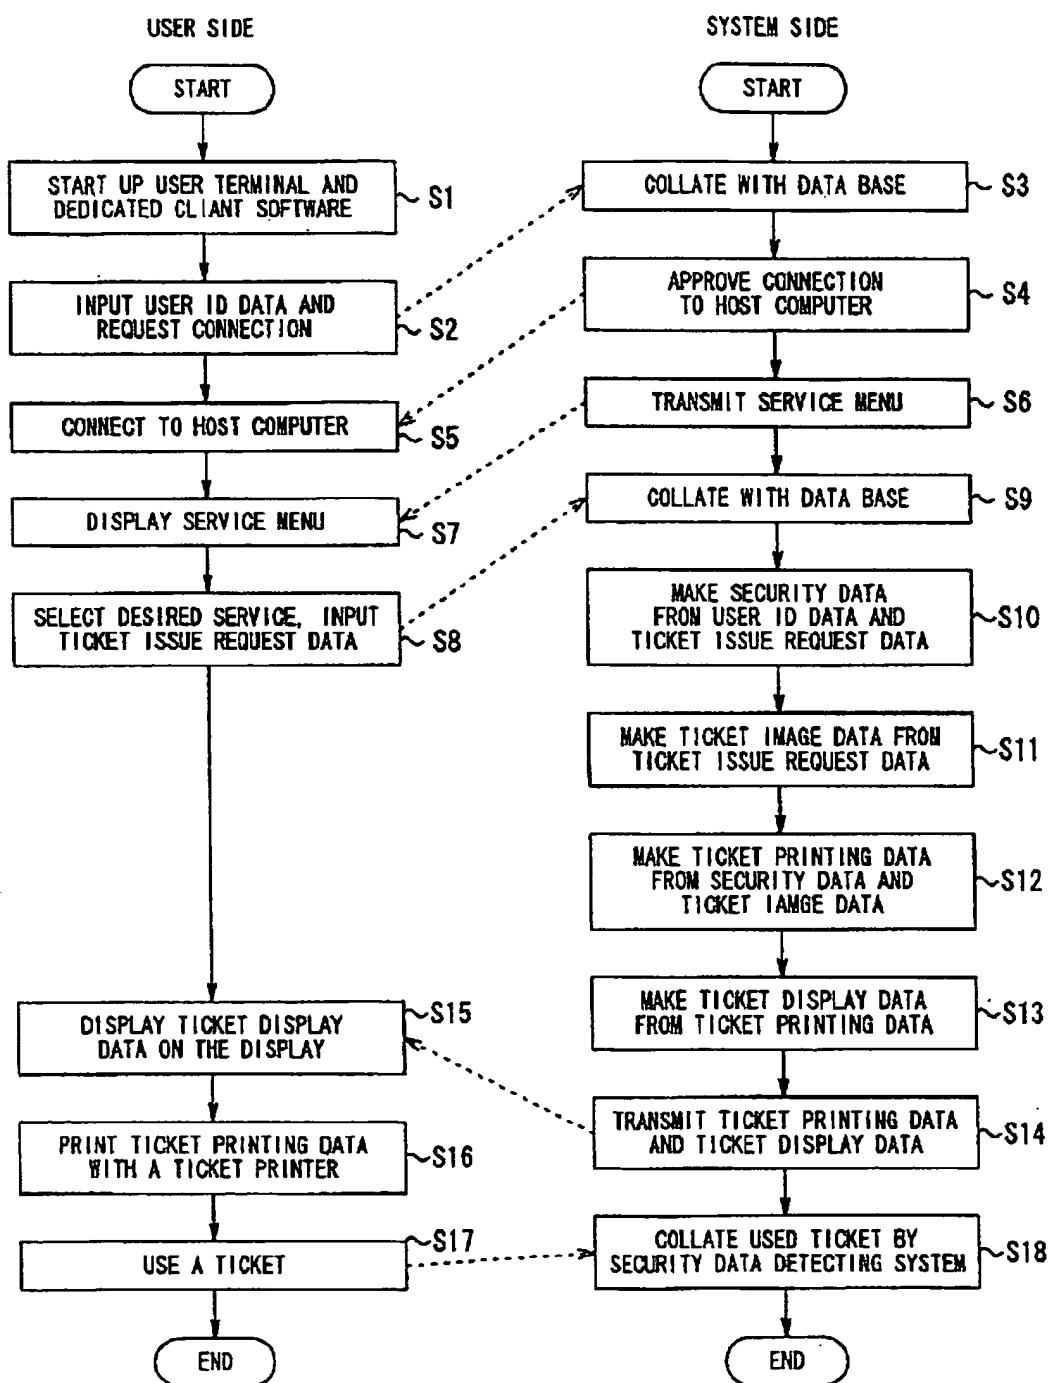 USER SIDE
START
START UP USER TERMINAL AND
DEDICATED CLIANT SOFTWARE
S1
INPUT USER ID DATA AND
REQUEST CONNECTION
S2
CONNECT TO HOST COMPUTER
S5
DISPLAY SERVICE MENU
S7
SELECT DESIRED SERVICE, INPUT
TICKET ISSUE REQUEST DATA
S8
DISPLAY TICKET DISPLAY
DATA ON THE DISPLAY
S15
PRINT TICKET PRINTING DATA
WITH A TICKET PRINTER
S16
USE A TICKET
S17
END
SYSTEM SIDE
START
COLLATE WITH DATA BASE
S3
APPROVE CONNECTION
TO HOST COMPUTER
S4
TRANSMIT SERVICE MENU
S6
COLLATE WITH DATA BASE
S9
MAKE SECURITY DATA
FROM USER ID DATA AND
TICKET ISSUE REQUEST DATA
S10
MAKE TICKET IMAGE DATA FROM
TICKET ISSUE REQUEST DATA
S11
MAKE TICKET PRINTING DATA
FROM SECURITY DATA AND
TICKET IAMGE DATA
S12
MAKE TICKET DISPLAY DATA
FROM TICKET PRINTING DATA
S13
TRANSMIT TICKET PRINTING DATA
AND TICKET DISPLAY DATA
S14
COLLATE USED TICKET BY
SECURITY DATA DETECTING SYSTEM
S18
END